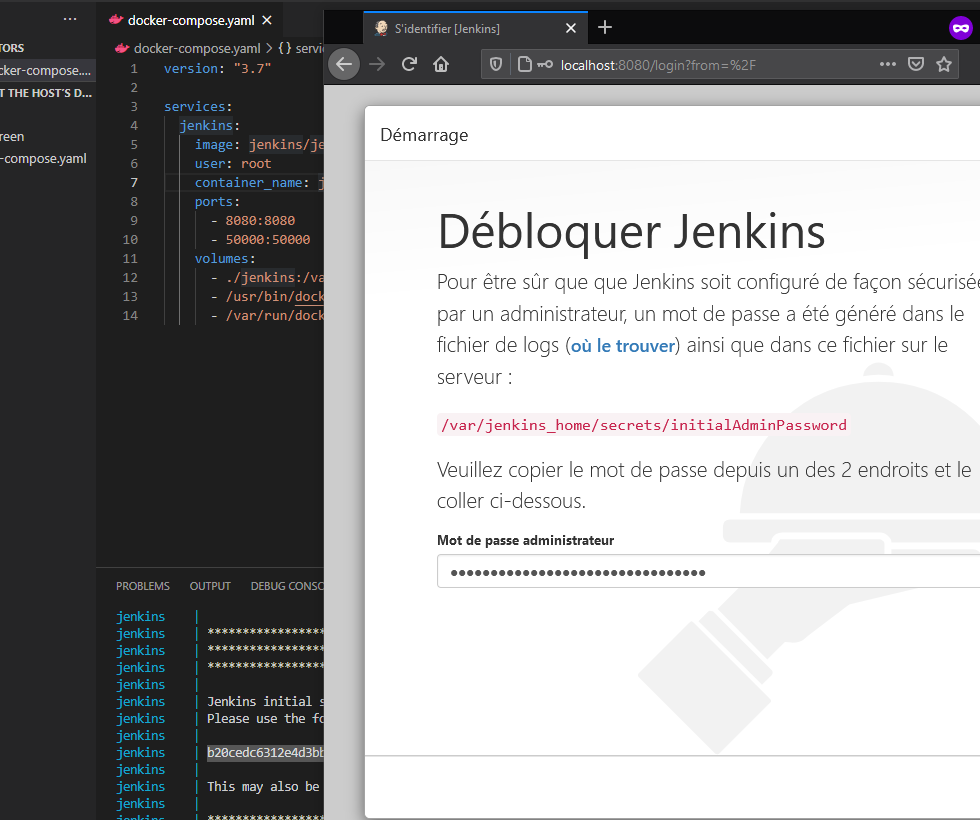 ...
docker-compose.yaml
S'identifier [Jenkins]
TORS
docker-compose.yaml
{}
localhost:8080/login?from=%2F
cker-compose....
T THE HOST'S D...
reen
-compose.yaml
1 version: "3.7"
2
3 services:
4 jenkins:
5 image:
6 user: root
7 container_name:
8 ports:
9 - 8080:8080
10 - 50000:50000
11 volumes:
12 - ./jenkins:/va
13 - /usr/bin/dock
14 - /var/run/dock
Démarrage
Débloquer Jenkins
Pour être sûr que que Jenkins soit configuré de façon sécurisé
par un administrateur, un mot de passe a été généré dans le
fichier de logs (où le trouver) ainsi que dans ce fichier sur le
serveur :
/var/jenkins_home/secrets/initialAdminPassword
Veuillez copier le mot de passe depuis un des 2 endroits et le
coller ci-dessous.
Mot de passe administrateur
••••••••••••••••••••••••••••••••
PROBLEMS OUTPUT DEBUG CONSO
jenkins |
jenkins | *****************
jenkins | *****************
jenkins | *****************
jenkins |
jenkins | Jenkins initial s
jenkins | Please use the fo
jenkins |
jenkins | b20cedc6312e4d3bb
jenkins |
jenkins | This may also be
jenkins |
jenkins | *****************